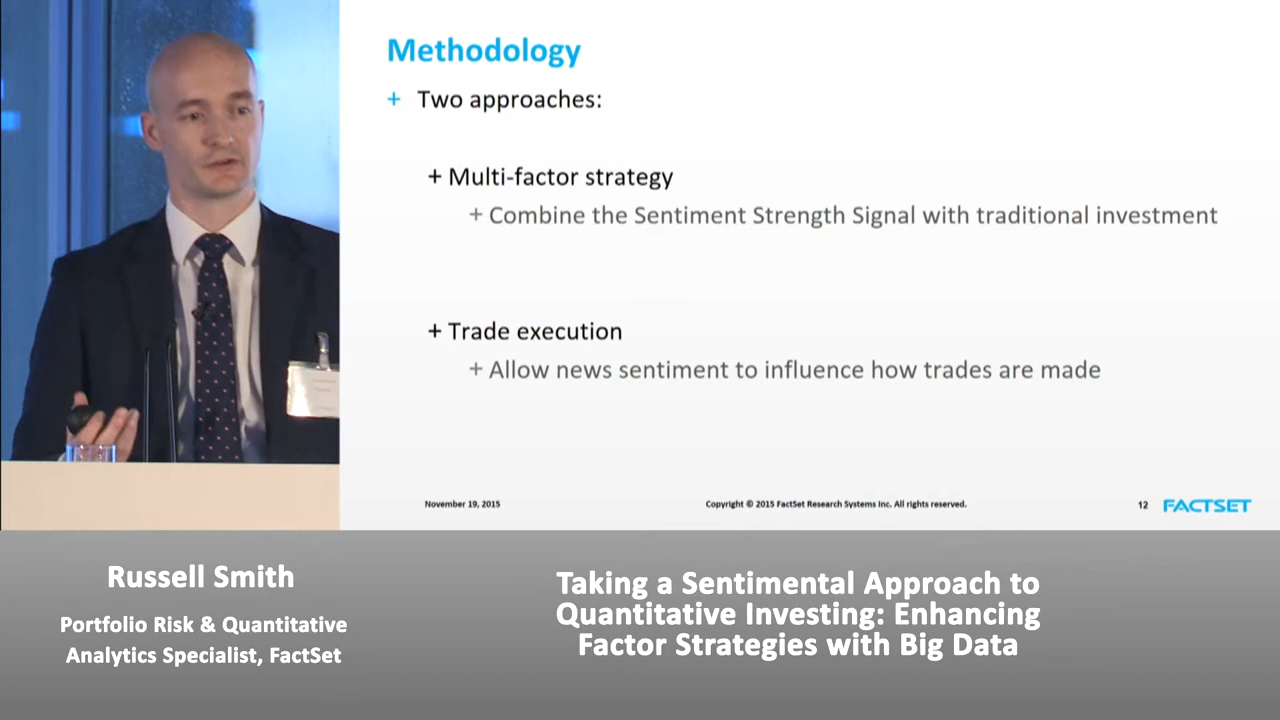 Methodology
+ Two approaches:
+ Multi-factor strategy
+ Combine the Sentiment Strength Signal with traditional investment
+ Trade execution
+ Allow news sentiment to influence how trades are made
November 19, 2015
Copyright © 2015 FactSet Research Systems Inc. All rights reserved.
12
FACTSET
Russell Smith
Portfolio Risk & Quantitative
Analytics Specialist, FactSet
Taking a Sentimental Approach to
Quantitative Investing: Enhancing
Factor Strategies with Big Data